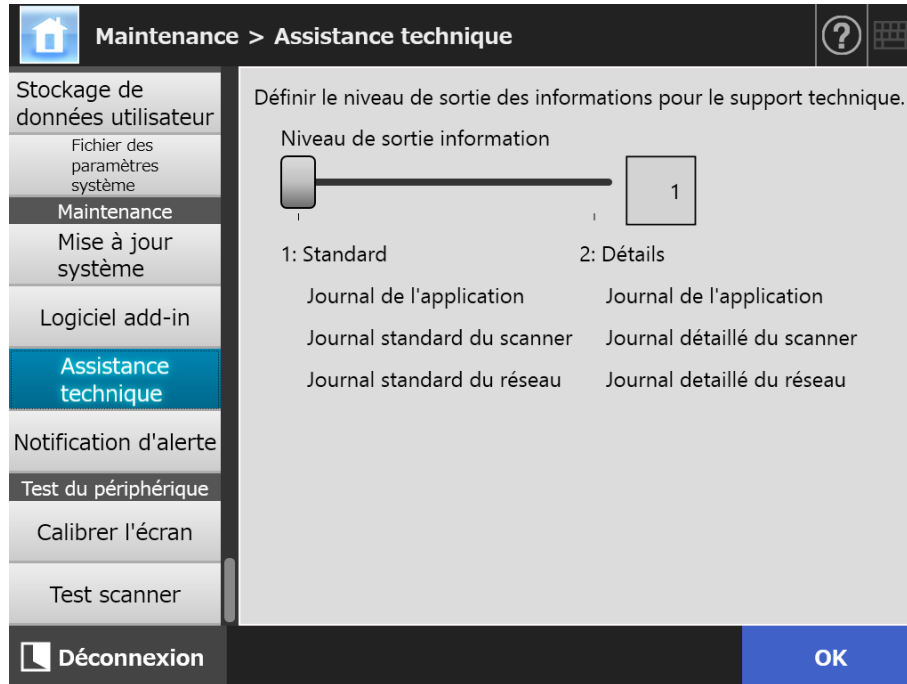 Maintenance > Assistance technique
?
Stockage de
données utilisateur
Fichier des
paramètres
système
Maintenance
Mise à jour
système
Logiciel add-in
Assistance
technique
Notification d'alerte
Test du périphérique
Calibrer l'écran
Test scanner
Définir le niveau de sortie des informations pour le support technique.
Niveau de sortie information
1
1: Standard
Journal de l'application
Journal standard du scanner
Journal standard du réseau
2: Détails
Journal de l'application
Journal détaillé du scanner
Journal detaillé du réseau
Déconnexion
OK